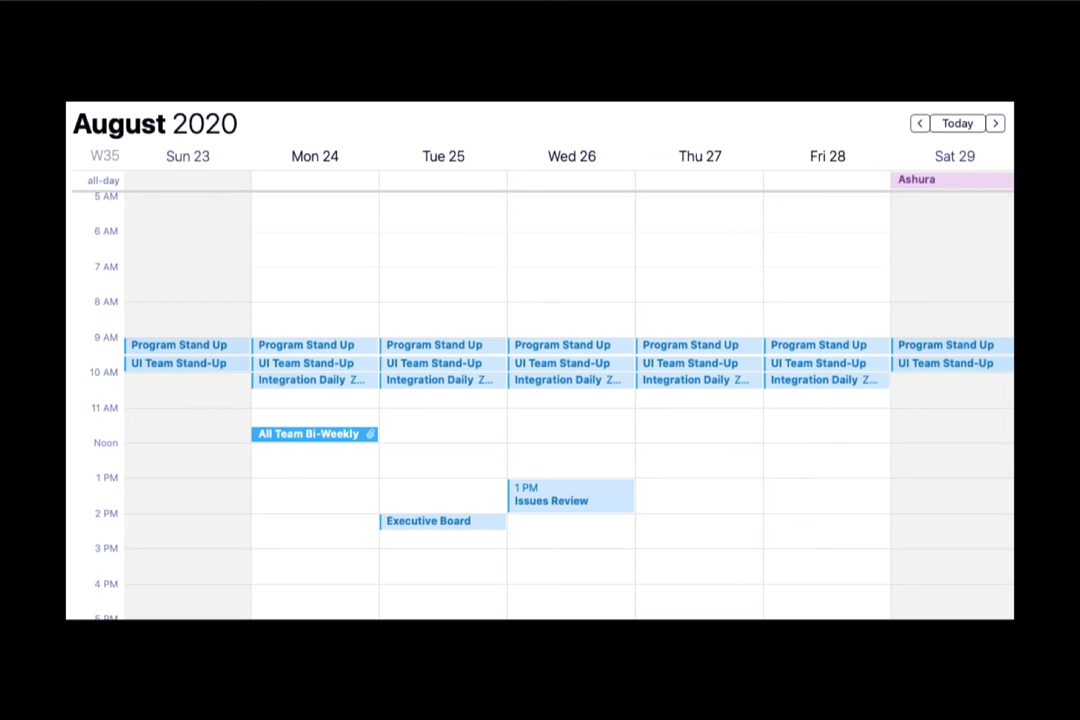 August 2020
< Today >
W35 Sun 23 Mon 24 Tue 25 Wed 26 Thu 27 Fri 28 Sat 29
all-day Ashura
5 AM
6 AM
7 AM
8 AM
9 AM
Program Stand Up Program Stand Up Program Stand Up Program Stand Up Program Stand Up Program Stand Up Program Stand Up
UI Team Stand-Up UI Team Stand-Up UI Team Stand-Up UI Team Stand-Up UI Team Stand-Up UI Team Stand-Up UI Team Stand-Up
10 AM
Integration Daily Z... Integration Daily Z... Integration Daily Z... Integration Daily Z... Integration Daily Z...
11 AM
All Team Bi-Weekly
Noon
1 PM
1 PM
Issues Review
2 PM
Executive Board
3 PM
4 PM
5 PM